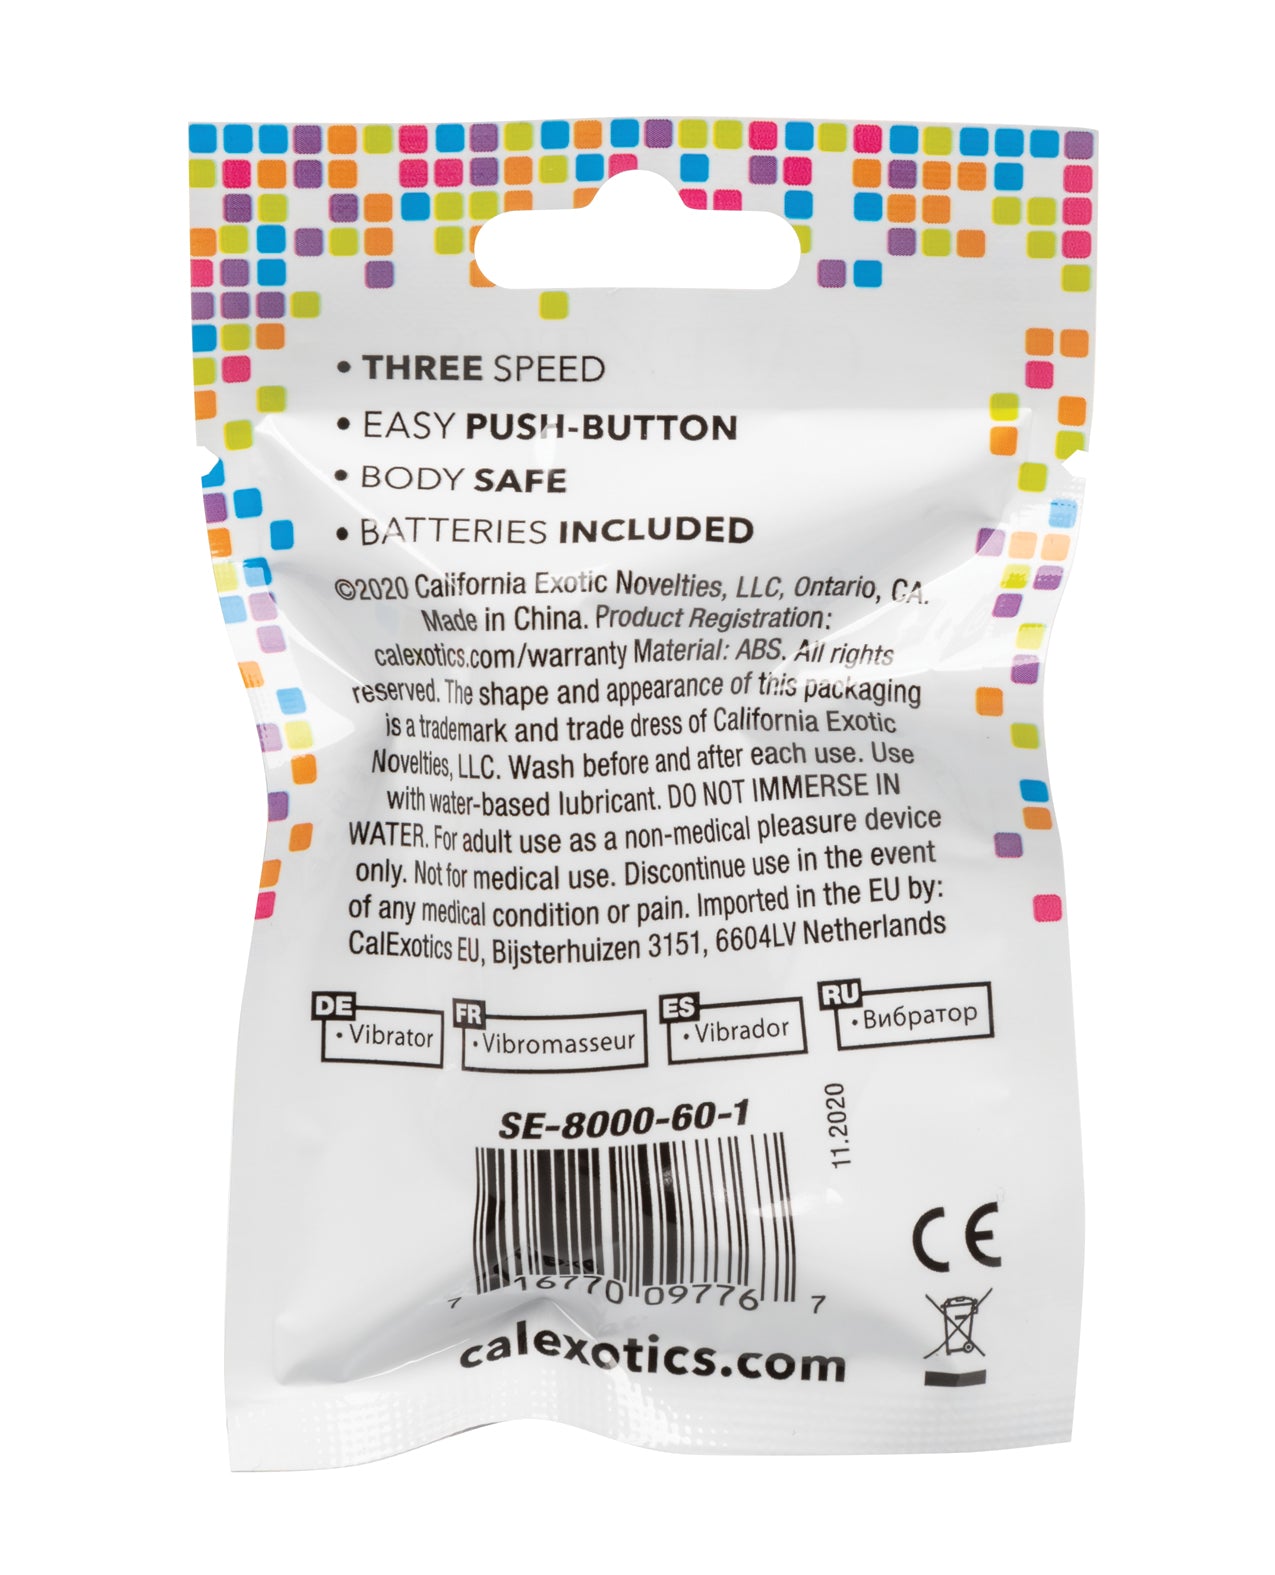 • THREE SPEED
• EASY PUSH-BUTTON
• BODY SAFE
• BATTERIES INCLUDED
©2020 California Exotic Novelties, LLC, Ontario, CA.
Made in China. Product Registration:
calexotics.com/warranty Material: ABS. All rights
reserved. The shape and appearance of this packaging
is a trademark and trade dress of California Exotic
Novelties, LLC. Wash before and after each use. Use
with water-based lubricant. DO NOT IMMERSE IN
WATER. For adult use as a non-medical pleasure device
only. Not for medical use. Discontinue use in the event
of any medical condition or pain. Imported in the EU by:
CalExotics EU, Bijsterhuizen 3151, 6604LV Netherlands
DE
• Vibrator
FR
• Vibromasseur
ES
• Vibrador
RU
• Вибратор
SE-8000-60-1
11.2020
7 16770 09776 7
CE
calexotics.com